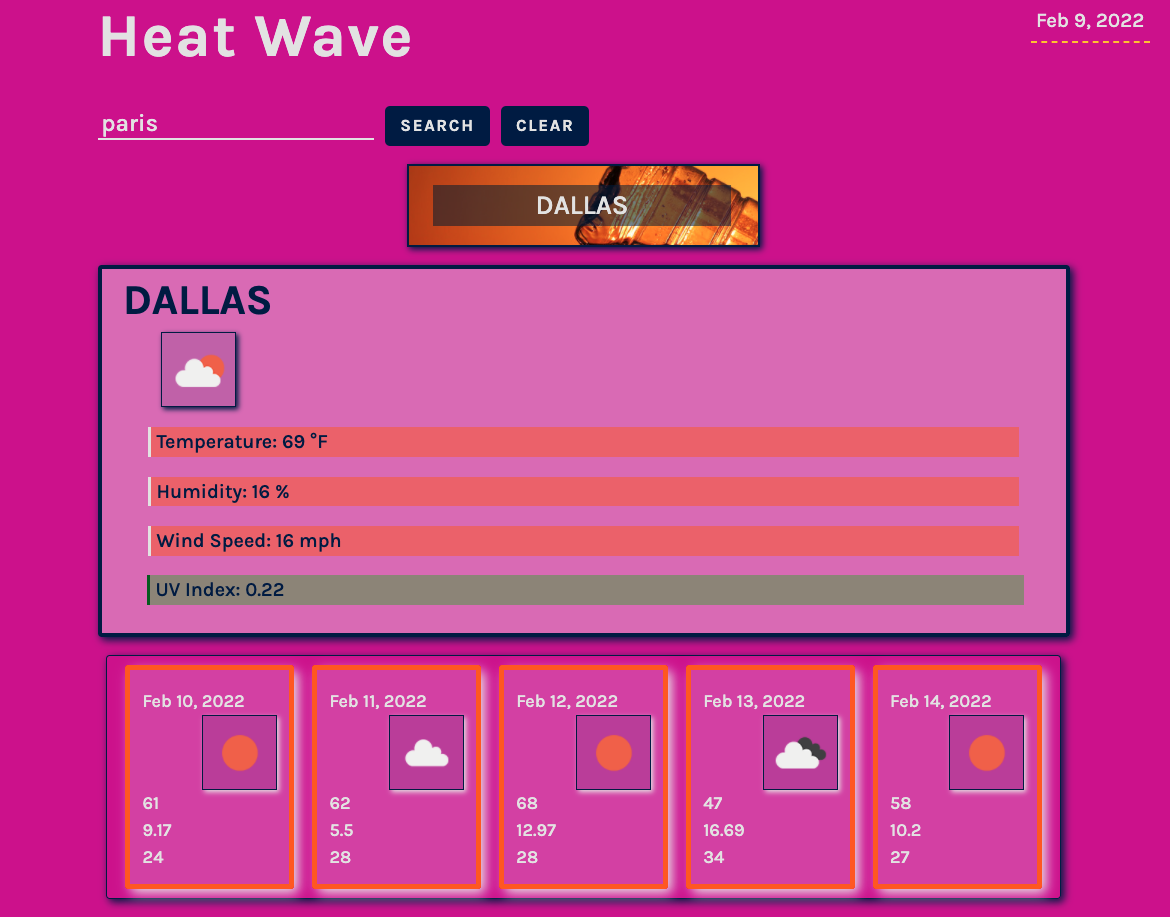 Heat Wave
Feb 9, 2022
paris
SEARCH
CLEAR
DALLAS
DALLAS
Temperature: 69 °F
Humidity: 16 %
Wind Speed: 16 mph
UV Index: 0.22
Feb 10, 2022
61
9.17
24
Feb 11, 2022
62
5.5
28
Feb 12, 2022
68
12.97
28
Feb 13, 2022
47
16.69
34
Feb 14, 2022
58
10.2
27